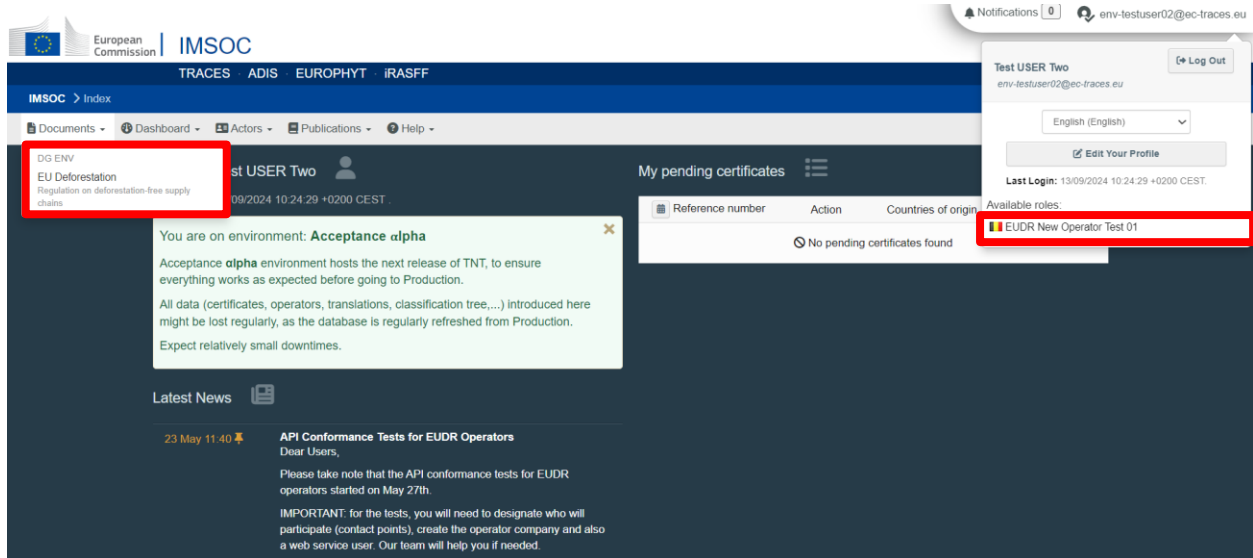 Notifications 0 env-testuser02@ec-traces.eu
European
Commission
IMSOC
TRACES · ADIS · EUROPHYT · iRASFF
IMSOC > Index
Documents Dashboard Actors Publications Help
DG ENV
EU Deforestation
Regulation on deforestation-free supply
chains
st USER Two
09/2024 10:24:29 +0200 CEST .
You are on environment: Acceptance αlpha
Acceptance αlpha environment hosts the next release of TNT, to ensure
everything works as expected before going to Production.
All data (certificates, operators, translations, classification tree,...) introduced here
might be lost regularly, as the database is regularly refreshed from Production.
Expect relatively small downtimes.
Latest News
23 May 11:40
API Conformance Tests for EUDR Operators
Dear Users,
Please take note that the API conformance tests for EUDR
operators started on May 27th.
IMPORTANT: for the tests, you will need to designate who will
participate (contact points), create the operator company and also
a web service user. Our team will help you if needed.
My pending certificates
Reference number Action Countries of origin
No pending certificates found
Test USER Two
env-testuser02@ec-traces.eu
Log Out
English (English)
Edit Your Profile
Last Login: 13/09/2024 10:24:29 +0200 CEST.
Available roles:
EUDR New Operator Test 01